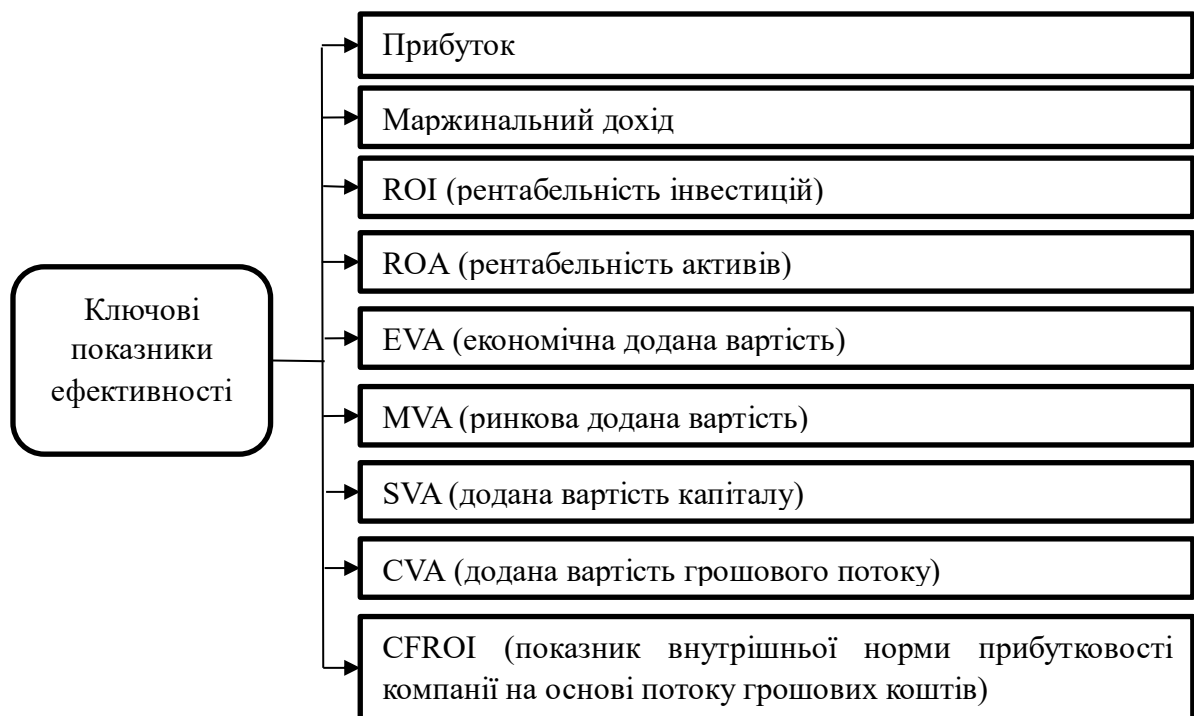 Прибуток
Маржинальний дохід
ROI (рентабельність інвестицій)
ROA (рентабельність активів)
Ключові
показники
ефективності
EVA (економічна додана вартість)
MVA (ринкова додана вартість)
SVA (додана вартість капіталу)
CVA (додана вартість грошового потоку)
CFROI (показник внутрішньої норми прибутковості
компанії на основі потоку грошових коштів)